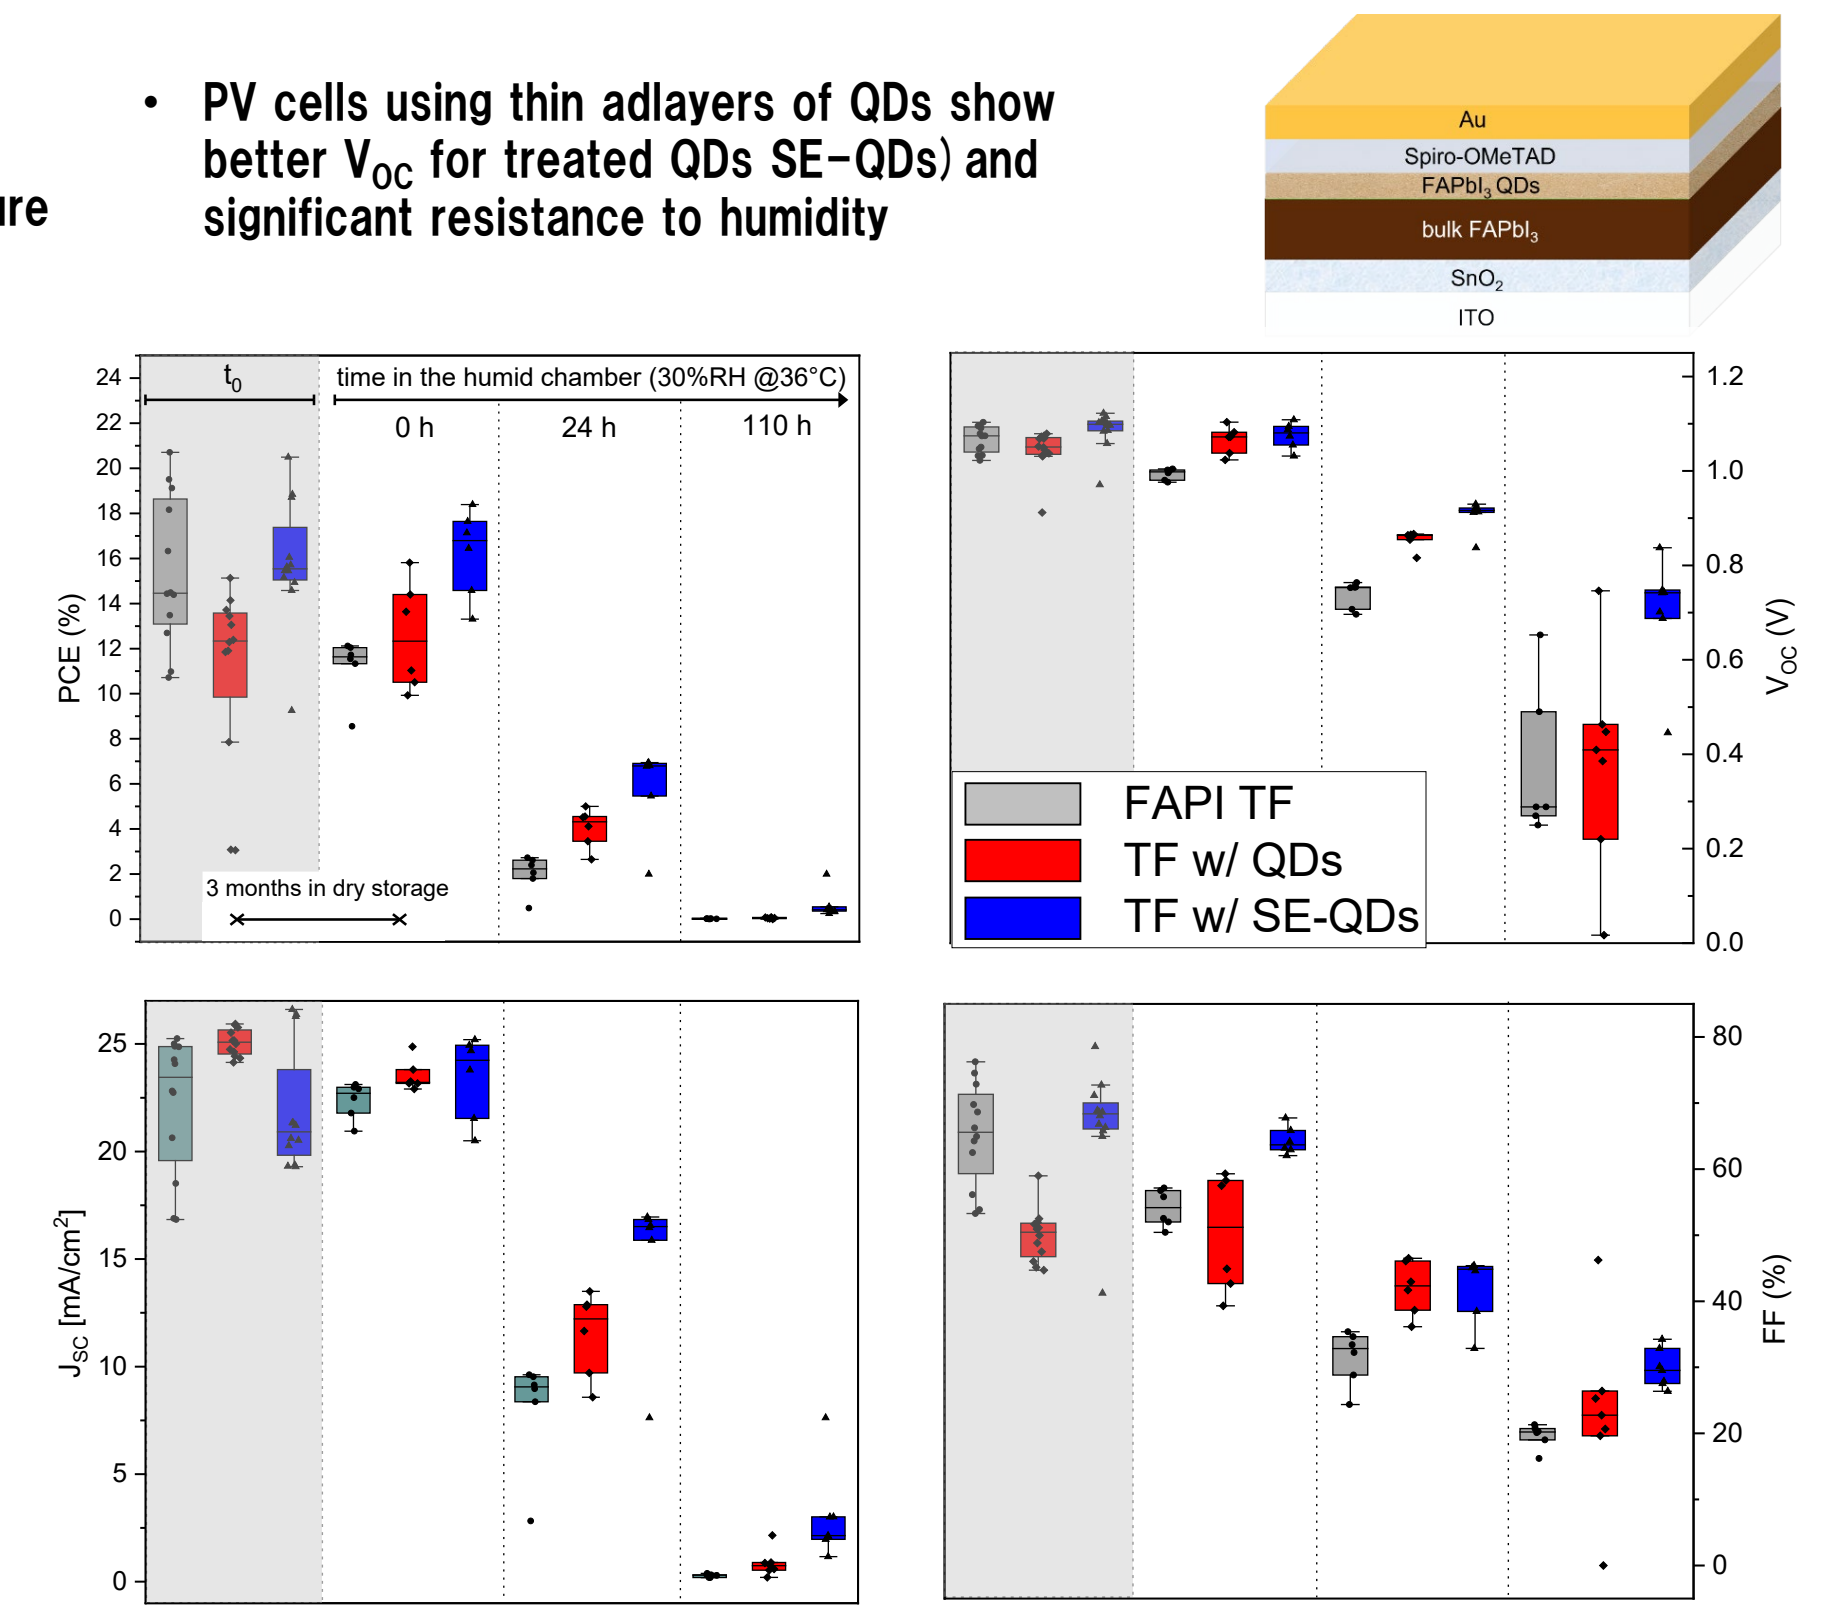 • PV cells using thin adlayers of QDs show
better VOC for treated QDs SE-QDs) and
significant resistance to humidity
Au
Spiro-OMeTAD
FAPbI3 QDs
bulk FAPbI3
SnO2
ITO
t0
time in the humid chamber (30%RH @36°C)
0 h
24 h
110 h
3 months in dry storage
PCE (%)
24
22
20
18
16
14
12
10
8
6
4
2
0
1.2
1.0
0.8
0.6
0.4
0.2
0.0
VOC (V)
FAPI TF
TF w/ QDs
TF w/ SE-QDs
JSC [mA/cm2]
25
20
15
10
5
0
80
60
40
20
0
FF (%)